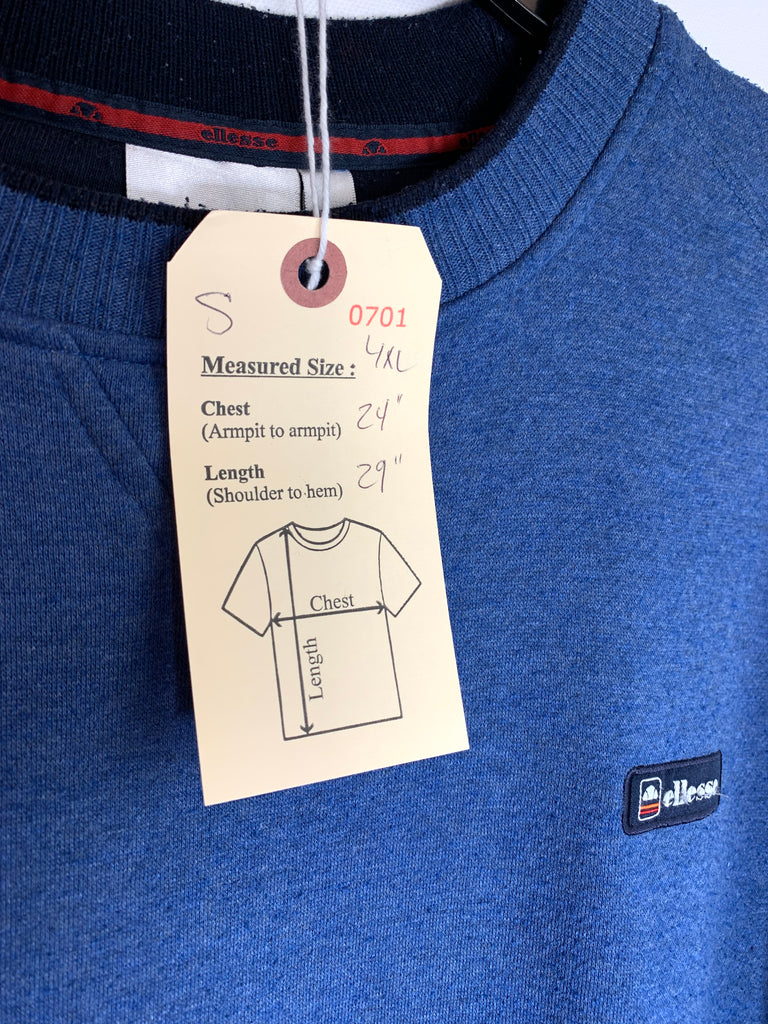 ellesse
S
0701
Measured Size : 4XL
Chest 24"
(Armpit to armpit)
Length 29"
(Shoulder to hem)
Chest
Length
ellesse